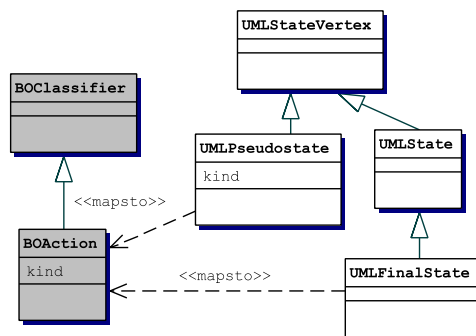 UMLStateVertex
BOClassifier
UMLPseudostate
kind
UMLState
<<mapsto>>
BOAction
kind
<<mapsto>>
UMLFinalState